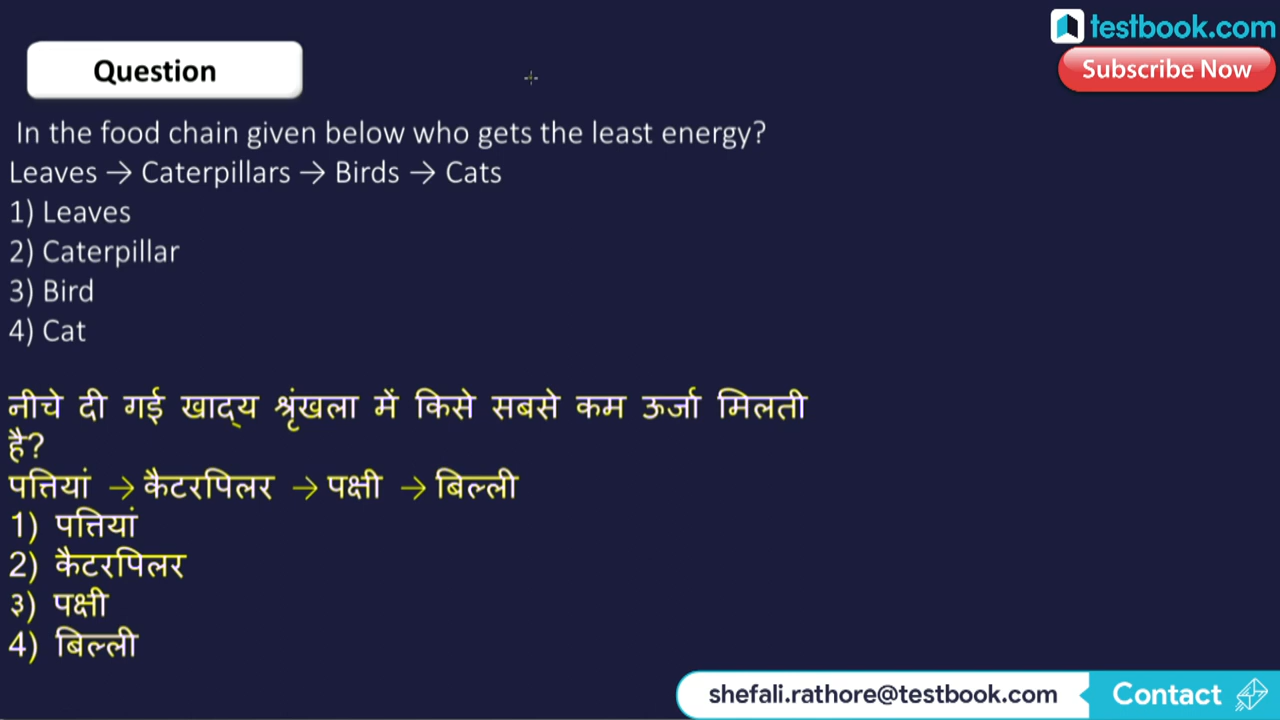 testbook.com
Subscribe Now
Question
In the food chain given below who gets the least energy?
Leaves → Caterpillars → Birds → Cats
1) Leaves
2) Caterpillar
3) Bird
4) Cat
नीचे दी गई खाद्य श्रृंखला में किसे सबसे कम ऊर्जा मिलती
है?
पत्तियां → कैटरपिलर → पक्षी → बिल्ली
1) पत्तियां
2) कैटरपिलर
३) पक्षी
4) बिल्ली
shefali.rathore@testbook.com Contact